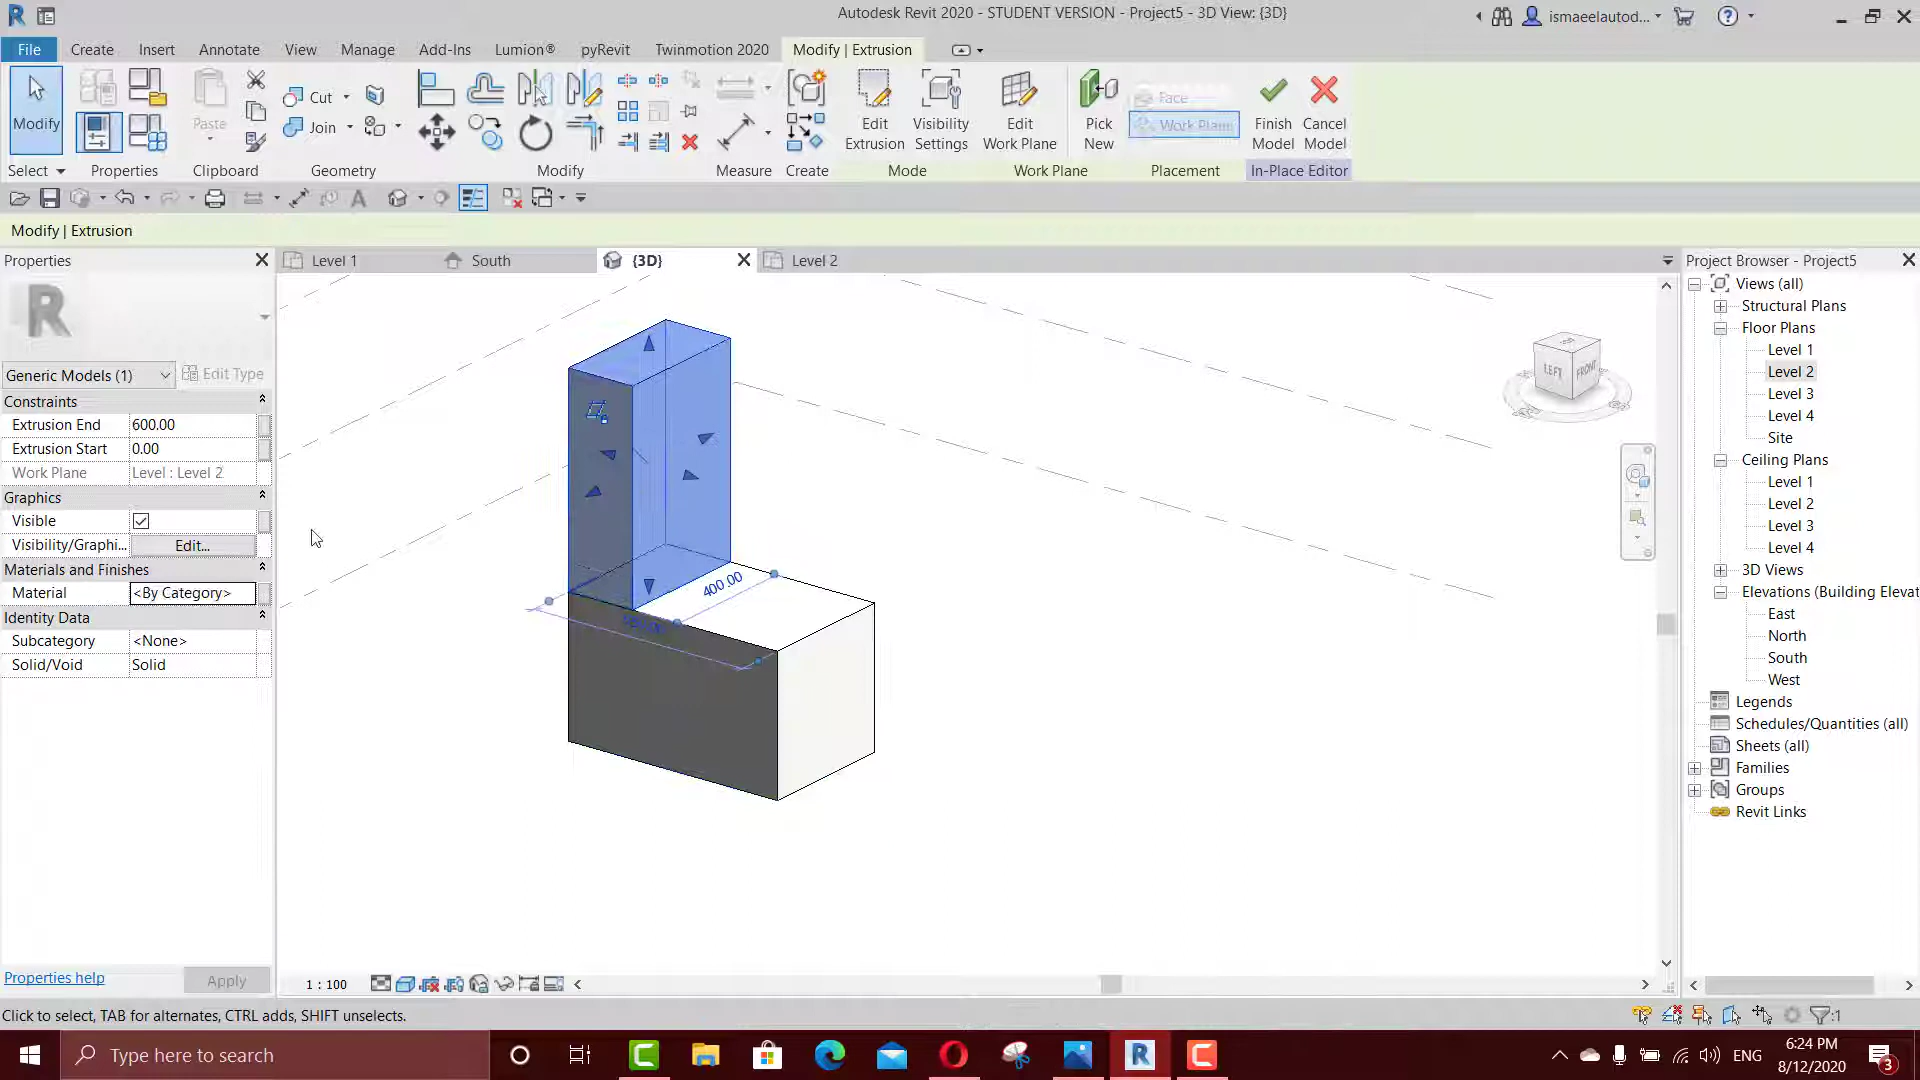 Autodesk Revit 2020 - STUDENT VERSION - Project5 - 3D View: {3D}
ismaeelautod...
File Create Insert Annotate View Manage Add-Ins Lumion® pyRevit Twinmotion 2020 Modify | Extrusion
Modify
Paste
Cut
Join
Edit Extrusion
Visibility Settings
Edit Work Plane
Pick New
Face
Work Plane
Finish Model
Cancel Model
Select Properties Clipboard Geometry Modify Measure Create Mode Work Plane Placement In-Place Editor
Modify | Extrusion
Properties
Level 1
South
{3D}
Level 2
Project Browser - Project5
Generic Models (1)
Edit Type
Constraints
Extrusion End 600.00
Extrusion Start 0.00
Work Plane Level : Level 2
Graphics
Visible
Visibility/Graphi... Edit...
Materials and Finishes
Material <By Category>
Identity Data
Subcategory <None>
Solid/Void Solid
Properties help
Apply
400.00
LEFT
FRONT
Views (all)
Structural Plans
Floor Plans
Level 1
Level 2
Level 3
Level 4
Site
Ceiling Plans
Level 1
Level 2
Level 3
Level 4
3D Views
Elevations (Building Elevat
East
North
South
West
Legends
Schedules/Quantities (all)
Sheets (all)
Families
Groups
Revit Links
1 : 100
Click to select, TAB for alternates, CTRL adds, SHIFT unselects.
:1
Type here to search
ENG
6:24 PM
8/12/2020
3